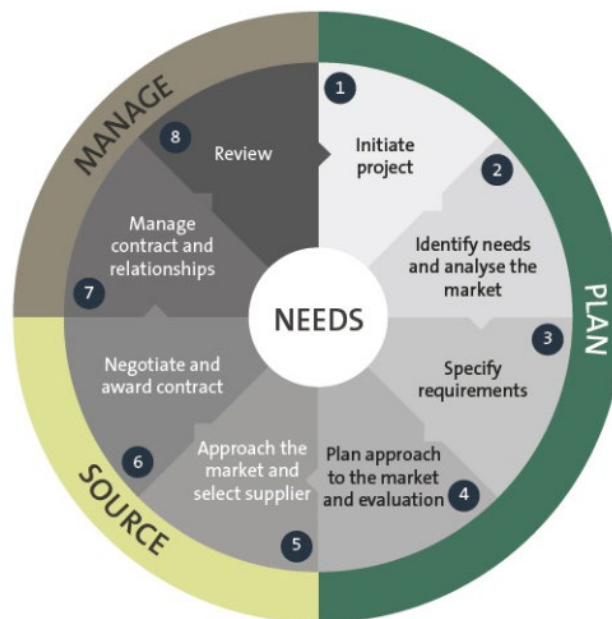 MANAGE
PLAN
SOURCE
NEEDS
1
Initiate
project
2
Identify needs
and analyse the
market
3
Specify
requirements
4
Plan approach
to the market
and evaluation
5
Approach the
market and
select supplier
6
Negotiate and
award contract
7
Manage
contract and
relationships
8
Review